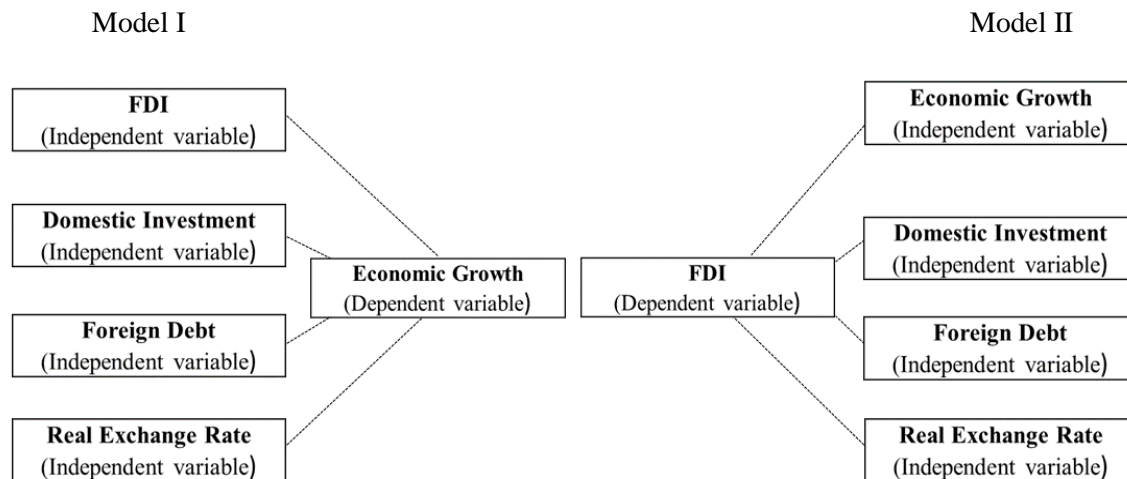 Model I
FDI
(Independent variable)
Domestic Investment
(Independent variable)
Foreign Debt
(Independent variable)
Real Exchange Rate
(Independent variable)
Economic Growth
(Dependent variable)
Model II
FDI
(Dependent variable)
Economic Growth
(Independent variable)
Domestic Investment
(Independent variable)
Foreign Debt
(Independent variable)
Real Exchange Rate
(Independent variable)